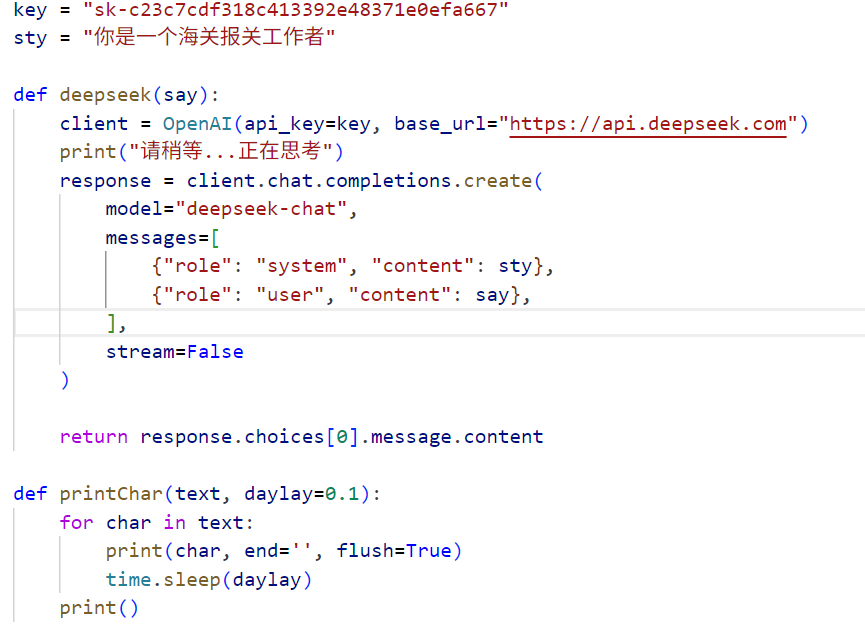 key = "sk-c23c7cdf318c413392e48371e0efa667"
sty = "你是一个海关报关工作者"
def deepseek(say):
    client = OpenAI(api_key=key, base_url="https://api.deepseek.com")
    print("请稍等...正在思考")
    response = client.chat.completions.create(
        model="deepseek-chat",
        messages=[
            {"role": "system", "content": sty},
            {"role": "user", "content": say},
        ],
        stream=False
    )
    return response.choices[0].message.content
def printChar(text, daylay=0.1):
    for char in text:
        print(char, end='', flush=True)
        time.sleep(daylay)
    print()